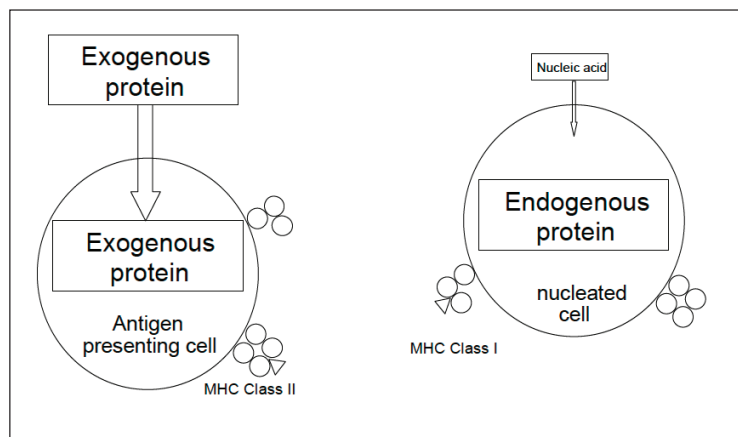 Exogenous
protein
Exogenous
protein
Antigen
presenting cell
MHC Class II
Nucleic acid
Endogenous
protein
nucleated
cell
MHC Class I